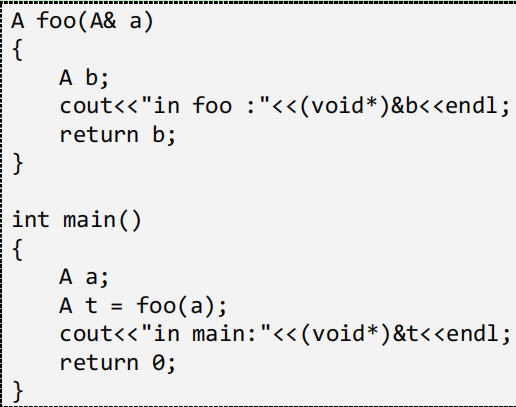 A foo(A& a)
{
    A b;
    cout<<"in foo :"<<(void*)&b<<endl;
    return b;
}

int main()
{
    A a;
    A t = foo(a);
    cout<<"in main:"<<(void*)&t<<endl;
    return 0;
}